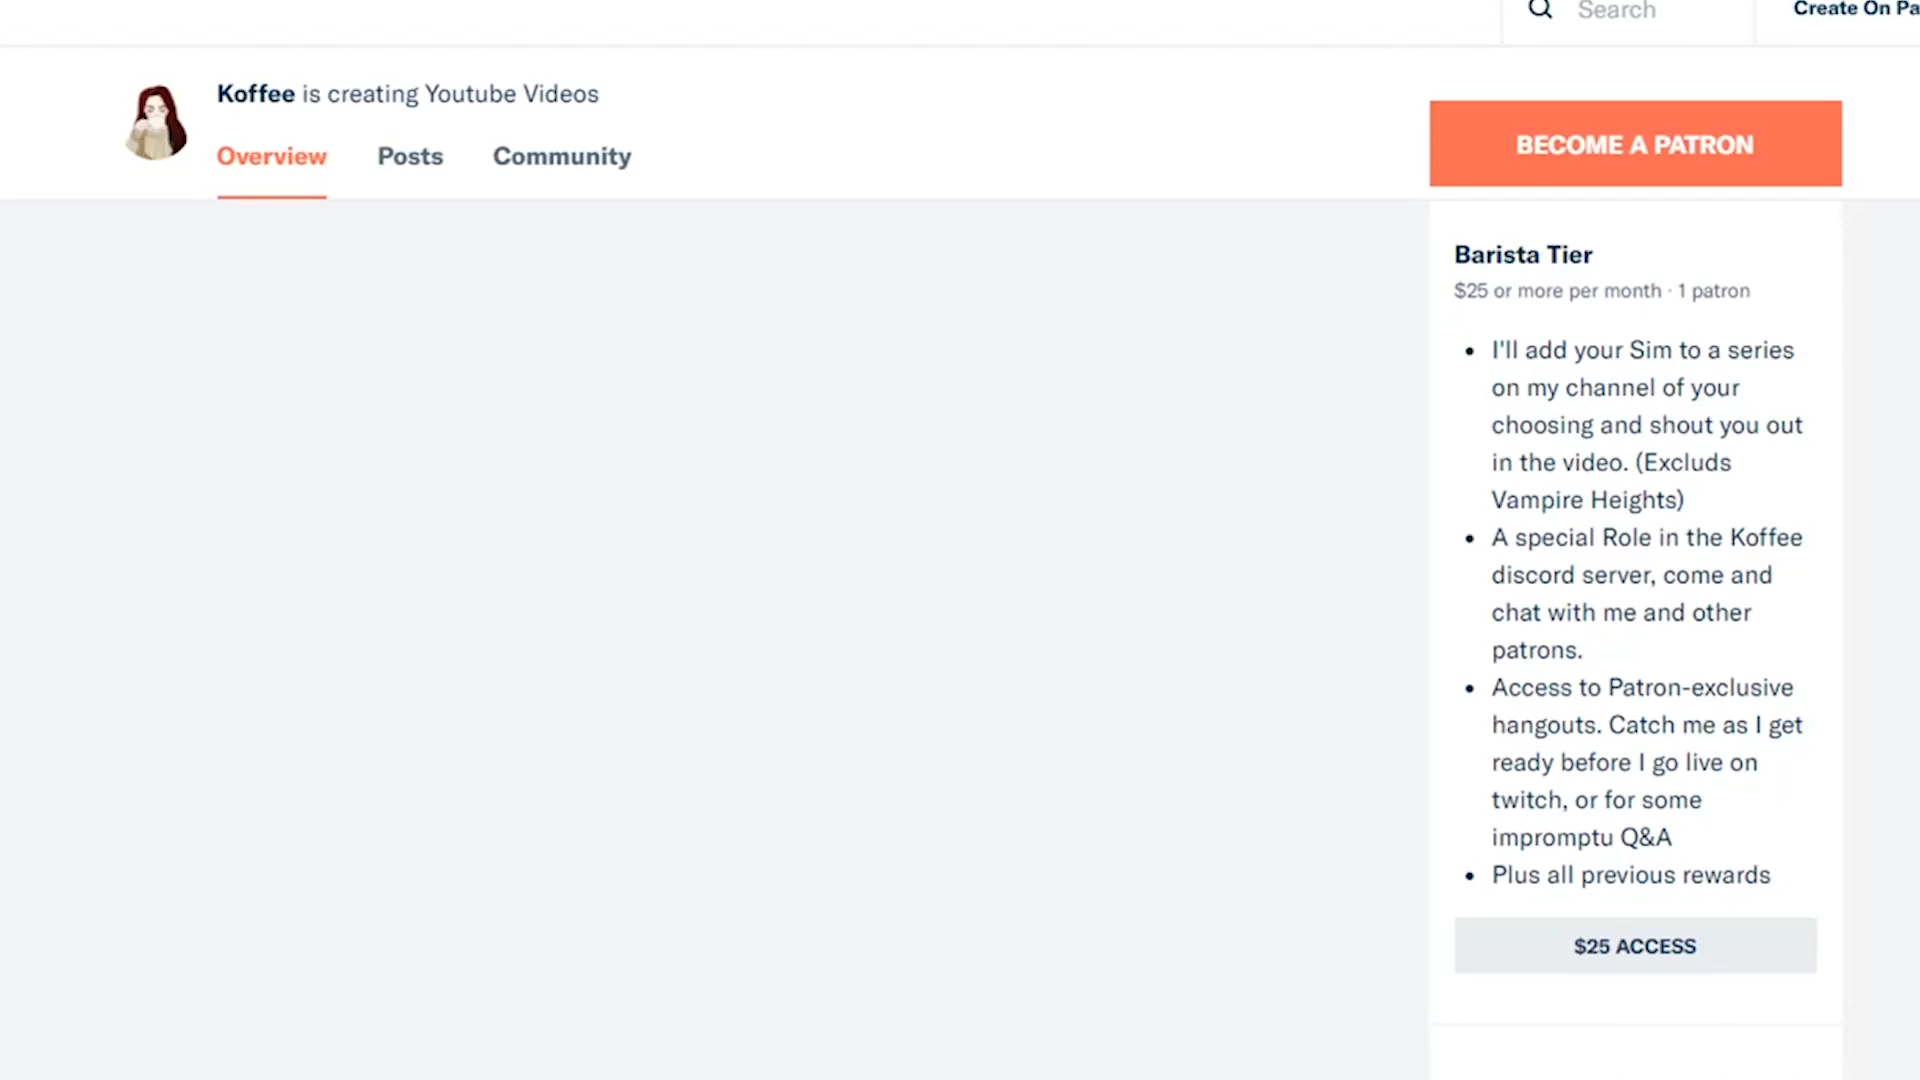 Search
Create On Pa
Koffee is creating Youtube Videos
Overview Posts Community
BECOME A PATRON
Barista Tier
$25 or more per month · 1 patron
• I'll add your Sim to a series
on my channel of your
choosing and shout you out
in the video. (Excluds
Vampire Heights)
• A special Role in the Koffee
discord server, come and
chat with me and other
patrons.
• Access to Patron-exclusive
hangouts. Catch me as I get
ready before I go live on
twitch, or for some
impromptu Q&A
• Plus all previous rewards
$25 ACCESS